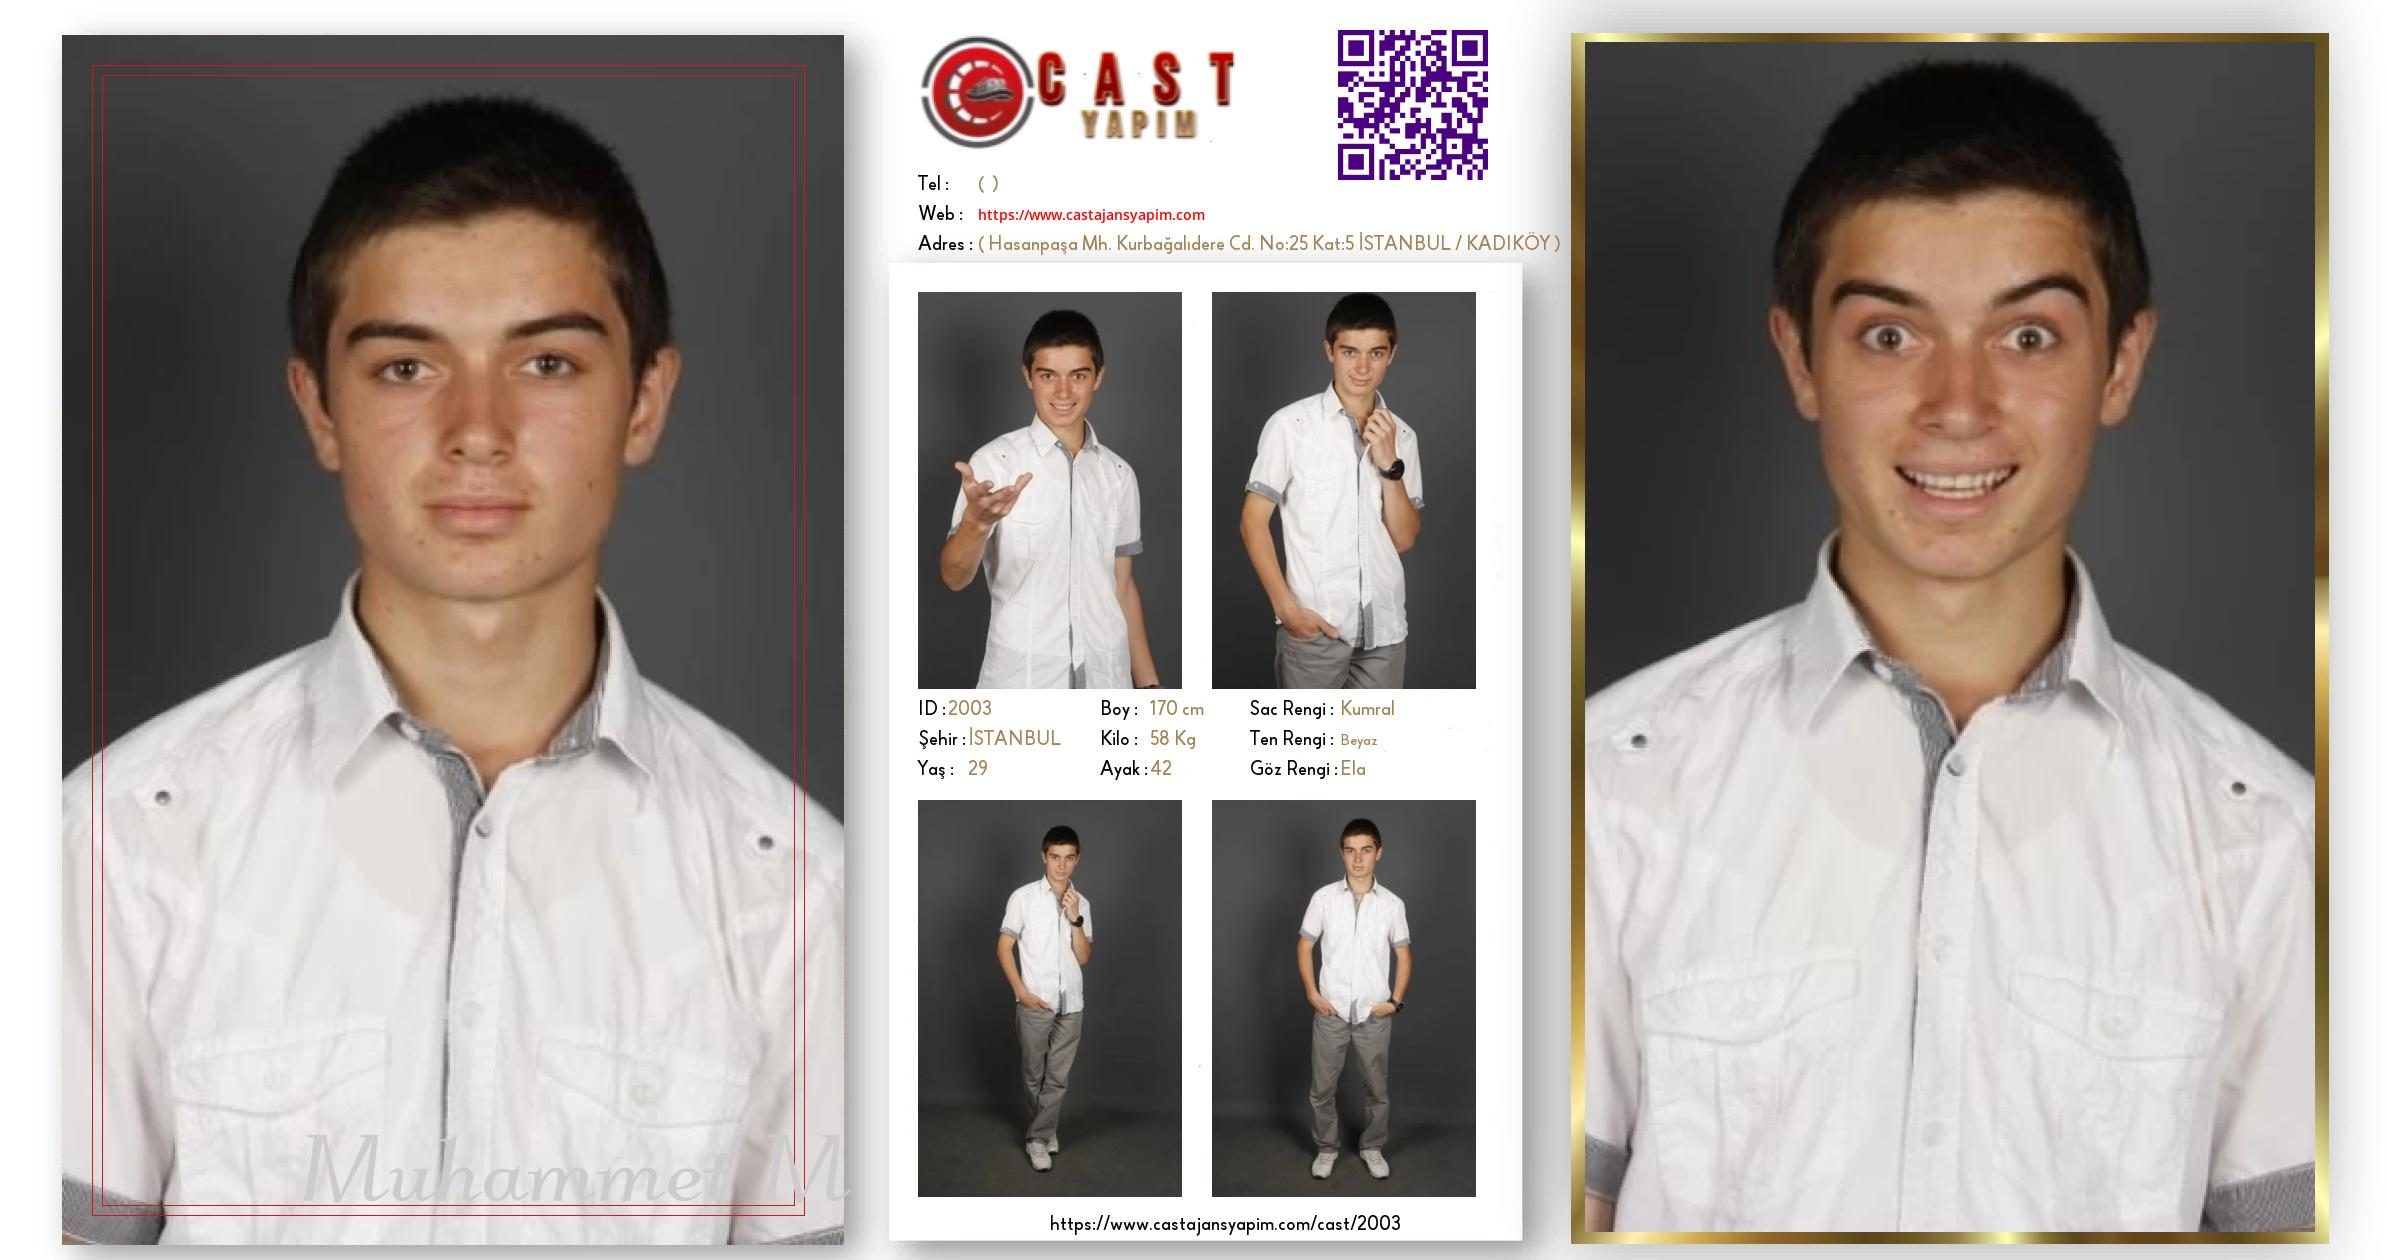 CAST
YAPIM
Tel : ( )
Web : https://www.castajansyapim.com
Adres : ( Hasanpaşa Mh. Kurbağalıdere Cd. No:25 Kat:5 İSTANBUL / KADIKÖY )
ID : 2003 Boy : 170 cm Sac Rengi : Kumral
Şehir : İSTANBUL Kilo : 58 Kg Ten Rengi : Beyaz
Yaş : 29 Ayak : 42 Göz Rengi : Ela
Muhammet M
https://www.castajansyapim.com/cast/2003